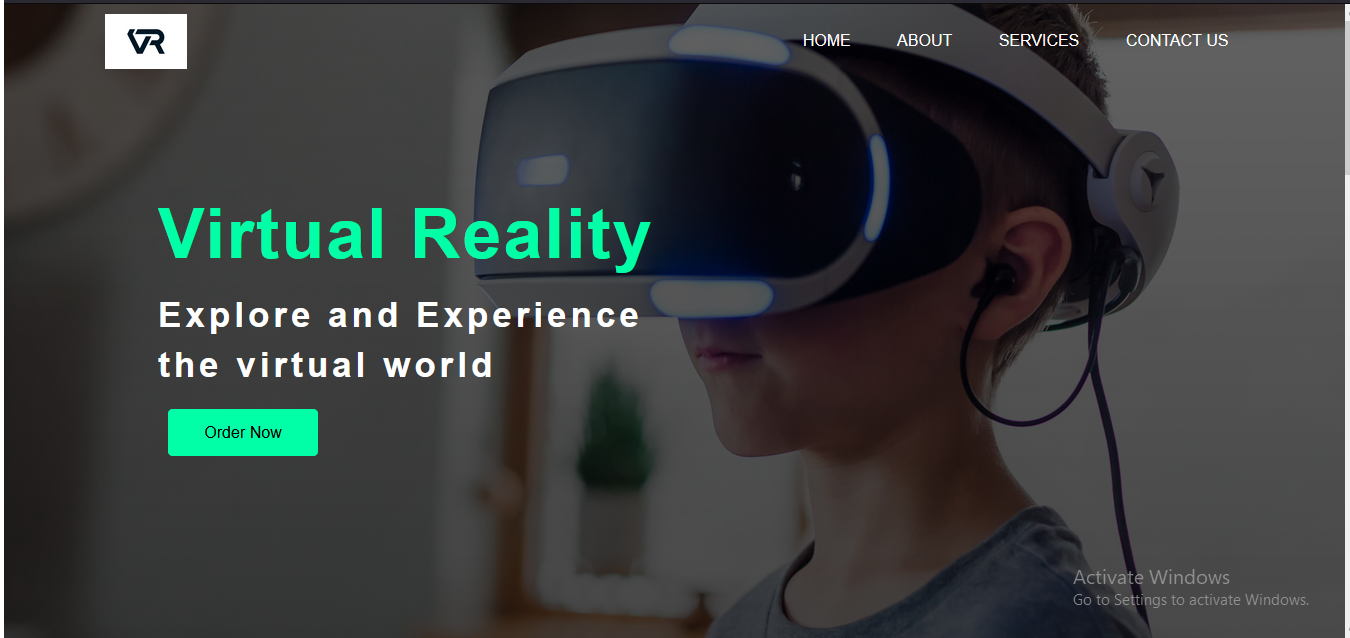 VR
HOME ABOUT SERVICES CONTACT US
Virtual Reality
Explore and Experience
the virtual world
Order Now
Activate Windows
Go to Settings to activate Windows.